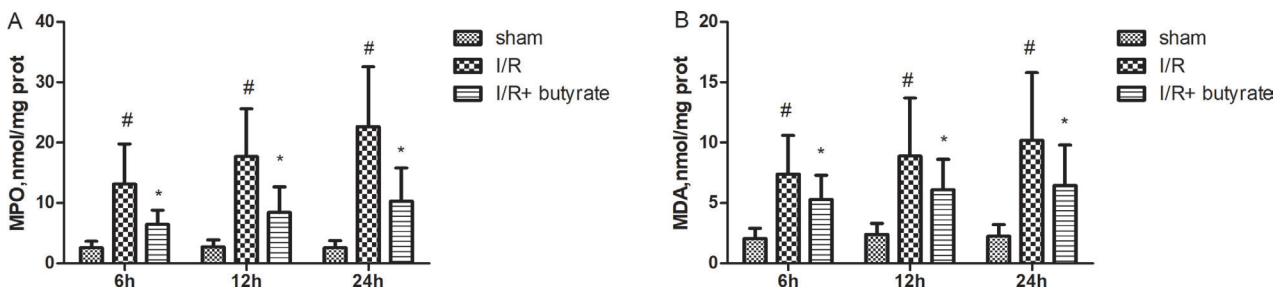 A
MPO,nmol/mg prot
40
30
20
10
0
#
*
#
*
#
*
6h
12h
24h
sham
I/R
I/R+ butyrate
B
MDA,nmol/mg prot
20
15
10
5
0
#
*
#
*
#
*
6h
12h
24h
sham
I/R
I/R+ butyrate